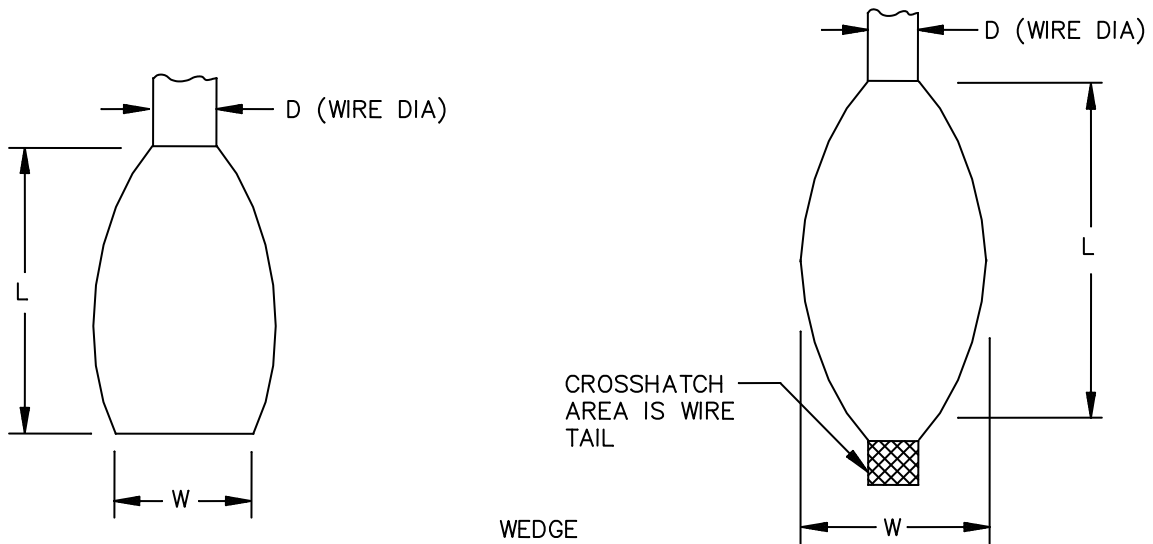 D (WIRE DIA)
D (WIRE DIA)
L
L
CROSSHATCH
AREA IS WIRE
TAIL
W
W
WEDGE